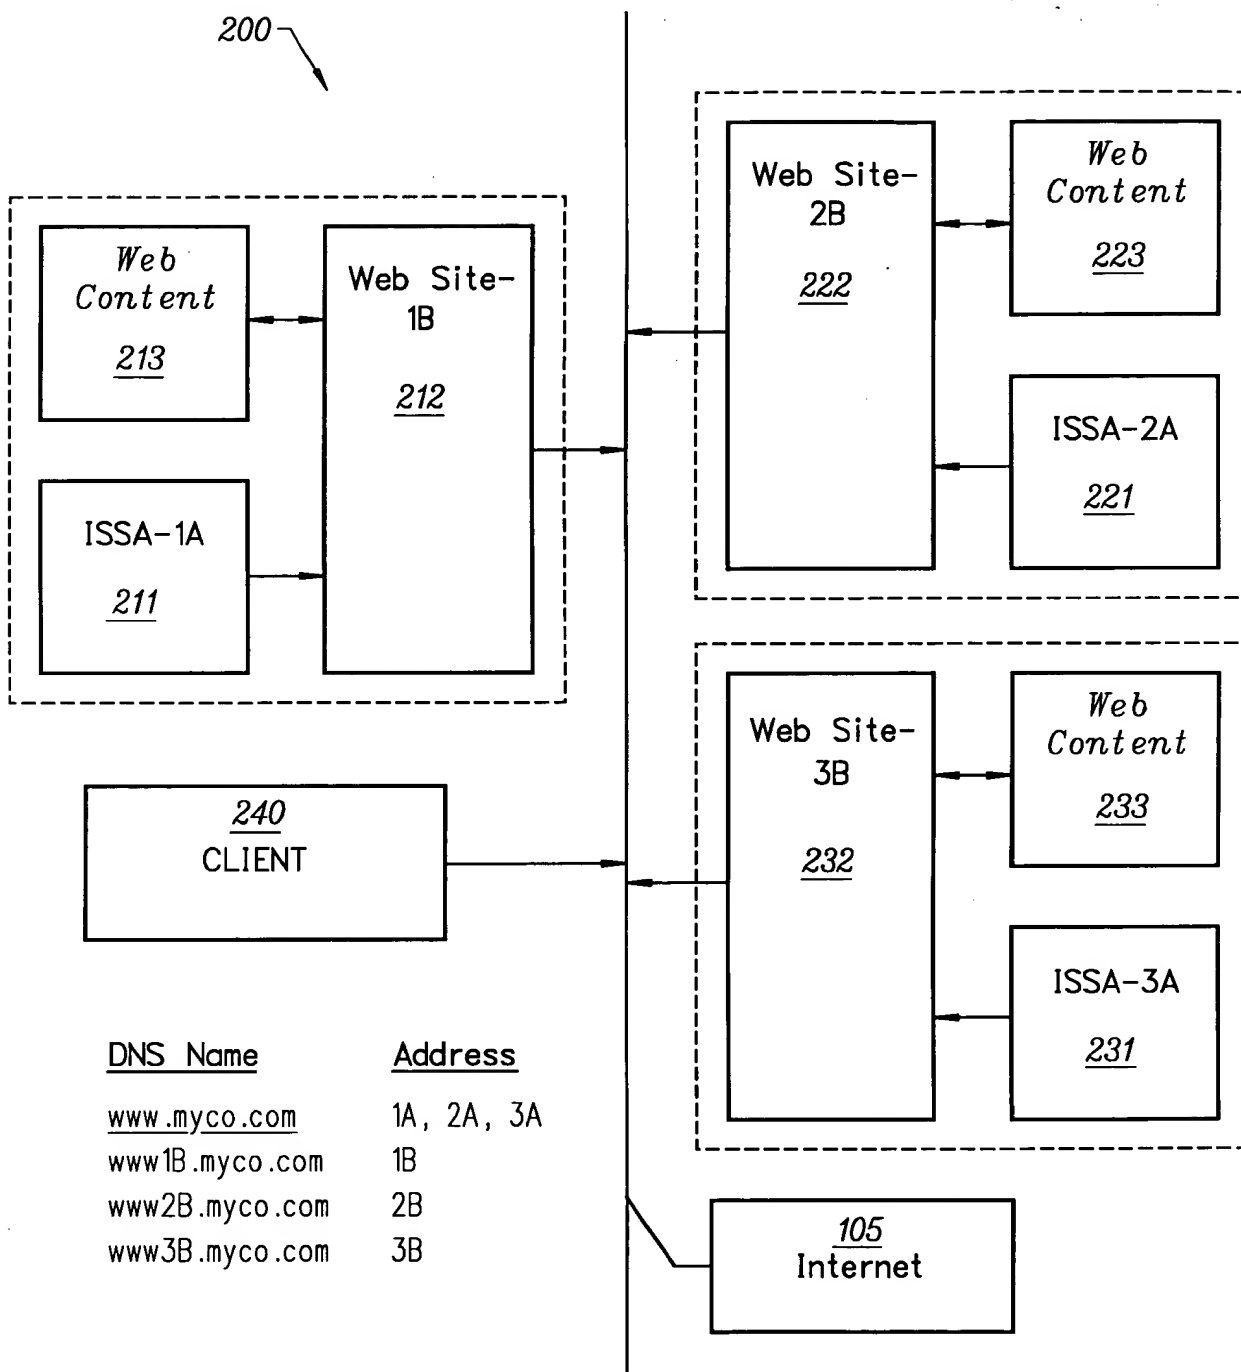 200
Web
Content
213
Web Site-
1B
212
ISSA-1A
211
Web Site-
2B
222
Web
Content
223
ISSA-2A
221
Web Site-
3B
232
Web
Content
233
ISSA-3A
231
240
CLIENT
DNS Name Address
www.myco.com 1A, 2A, 3A
www1B.myco.com 1B
www2B.myco.com 2B
www3B.myco.com 3B
105
Internet